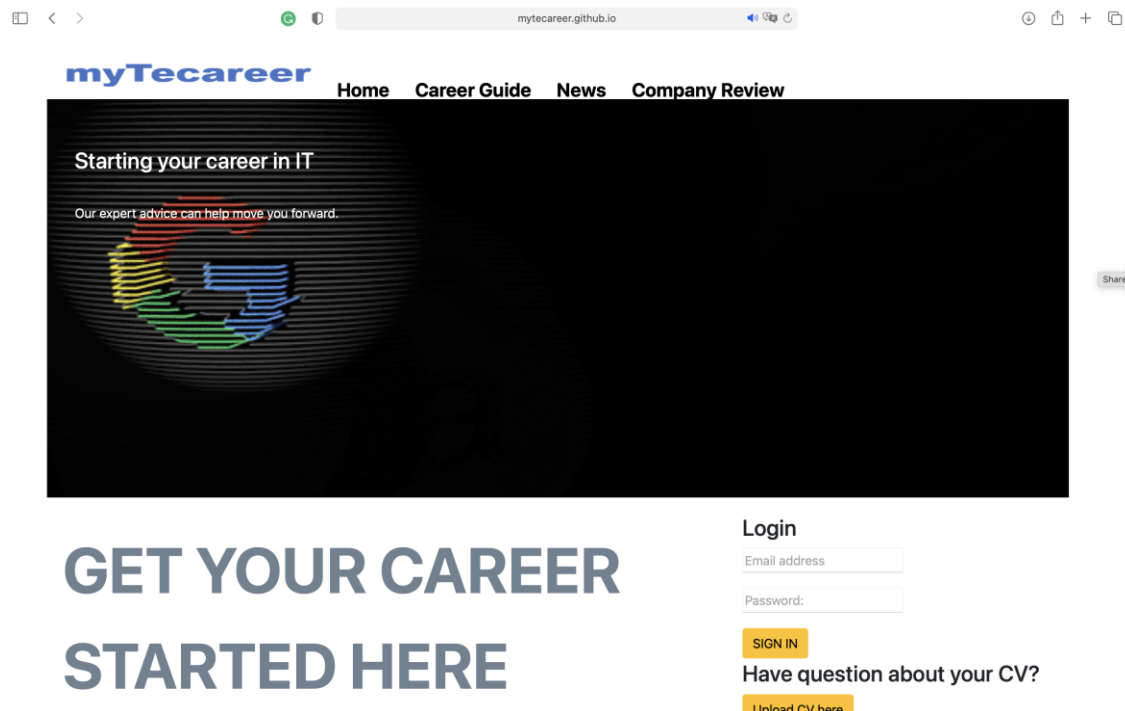 mytecareer.github.io
myTecareer
Home Career Guide News Company Review
Starting your career in IT
Our expert advice can help move you forward.
Share
GET YOUR CAREER
STARTED HERE
Login
Email address
Password:
SIGN IN
Have question about your CV?
Upload CV here